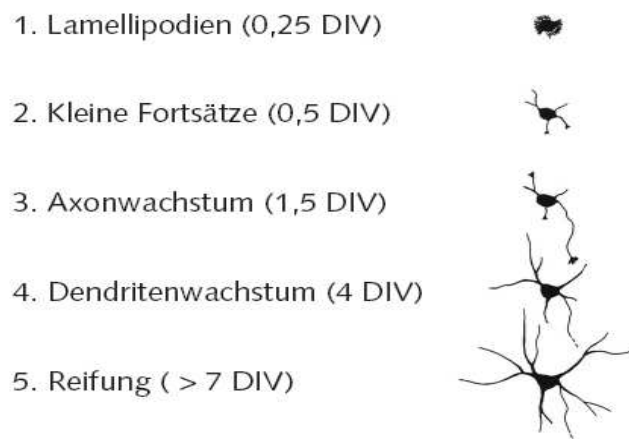 1. Lamellipodien (0,25 DIV)
2. Kleine Fortsätze (0,5 DIV)
3. Axonwachstum (1,5 DIV)
4. Dendritenwachstum (4 DIV)
5. Reifung ( > 7 DIV)